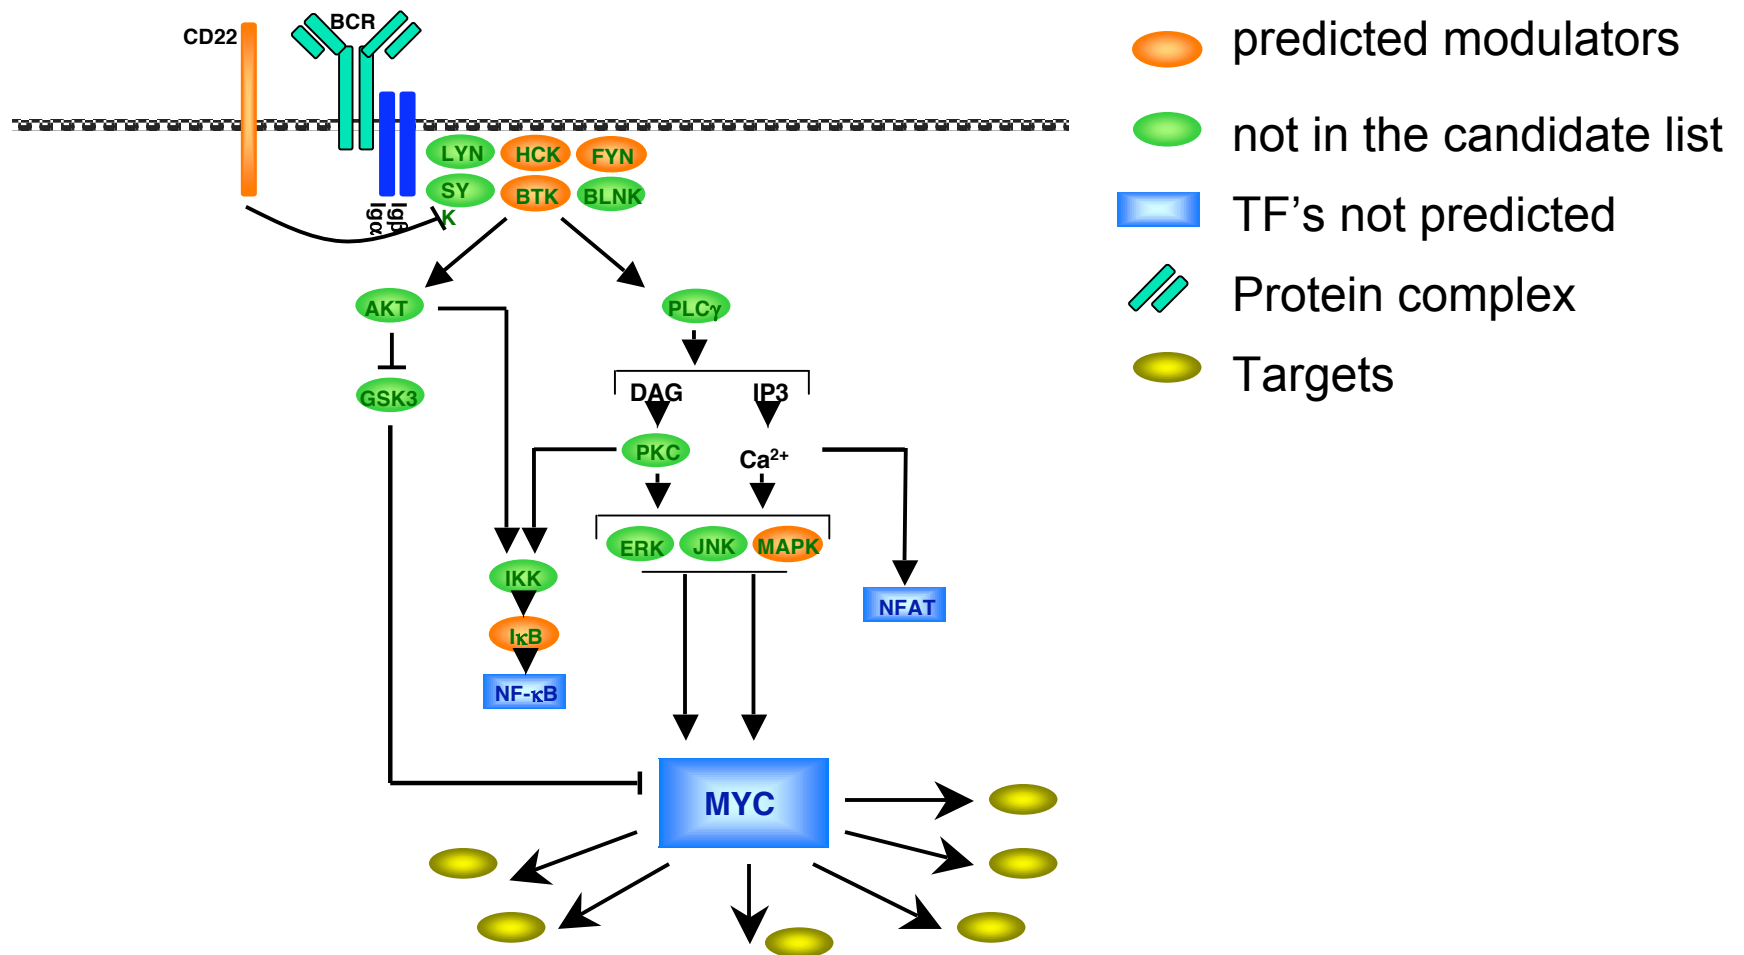 BCR
CD22
predicted modulators
not in the candidate list
TF's not predicted
Protein complex
Targets
LYN
HCK
FYN
SY
K
BTK
BLNK
Igα
Igβ
AKT
PLCγ
GSK3
DAG
IP3
PKC
Ca²⁺
ERK
JNK
MAPK
IKK
NFAT
IκB
NF-κB
MYC